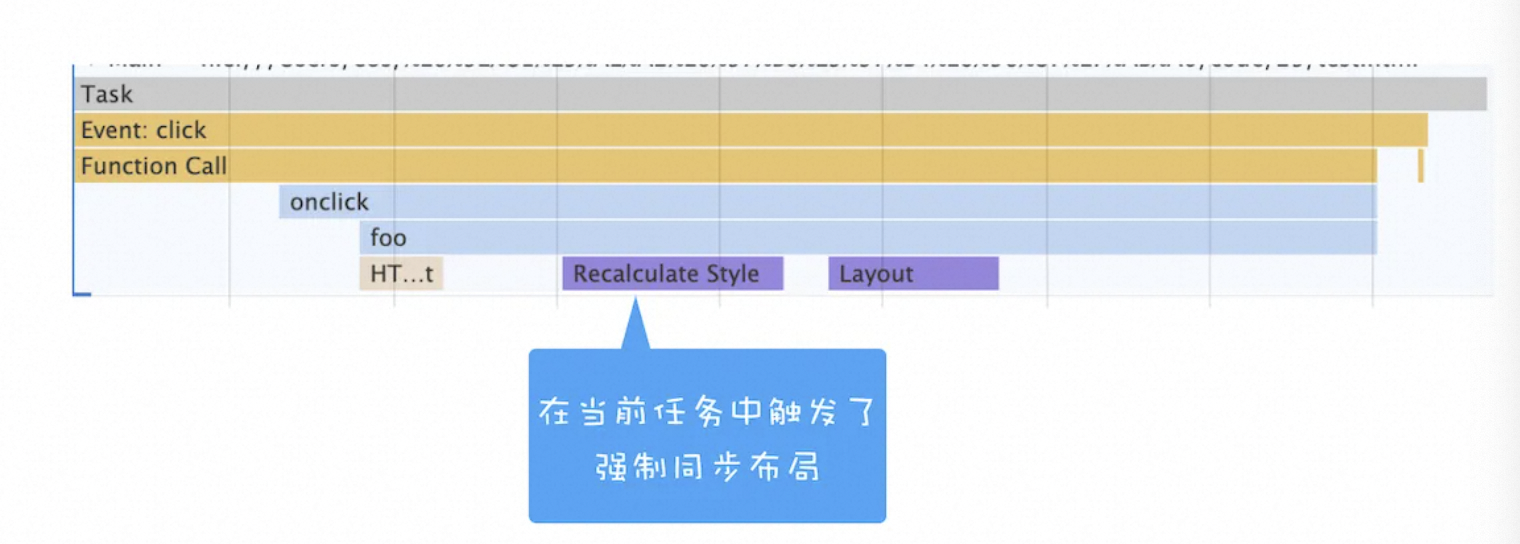 Task
Event: click
Function Call
onclick
foo
HT...t
Recalculate Style
Layout
在当前任务中触发了
强制同步布局